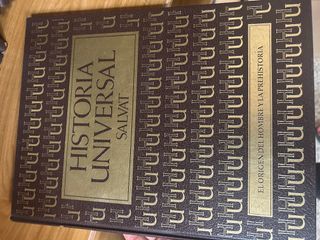 HISTORIA
UNIVERSAL
SALVAT
EL ORIGEN DEL HOMBRE Y LA PREHISTORIA